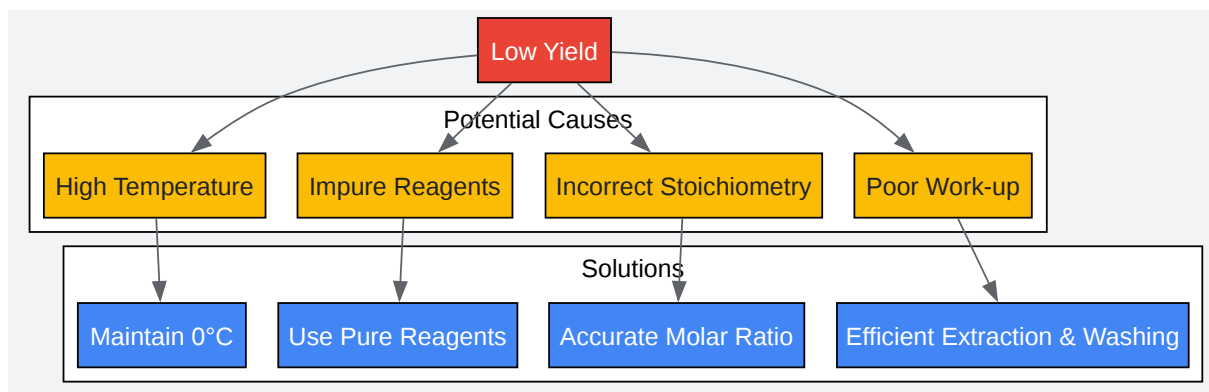 Low Yield
Potential Causes
High Temperature
Impure Reagents
Incorrect Stoichiometry
Poor Work-up
Solutions
Maintain 0°C
Use Pure Reagents
Accurate Molar Ratio
Efficient Extraction & Washing